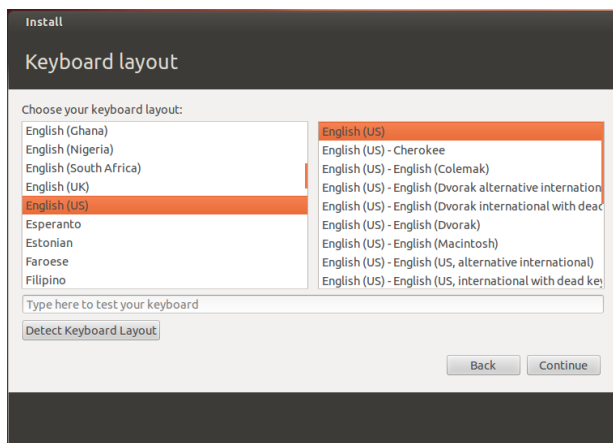 Install
Keyboard layout
Choose your keyboard layout:
English (Ghana)
English (Nigeria)
English (South Africa)
English (UK)
English (US)
Esperanto
Estonian
Faroese
Filipino
English (US)
English (US) - Cherokee
English (US) - English (Colemak)
English (US) - English (Dvorak alternative internation
English (US) - English (Dvorak international with dead
English (US) - English (Dvorak)
English (US) - English (Macintosh)
English (US) - English (US, alternative international)
English (US) - English (US, international with dead key
Type here to test your keyboard
Detect Keyboard Layout
Back
Continue